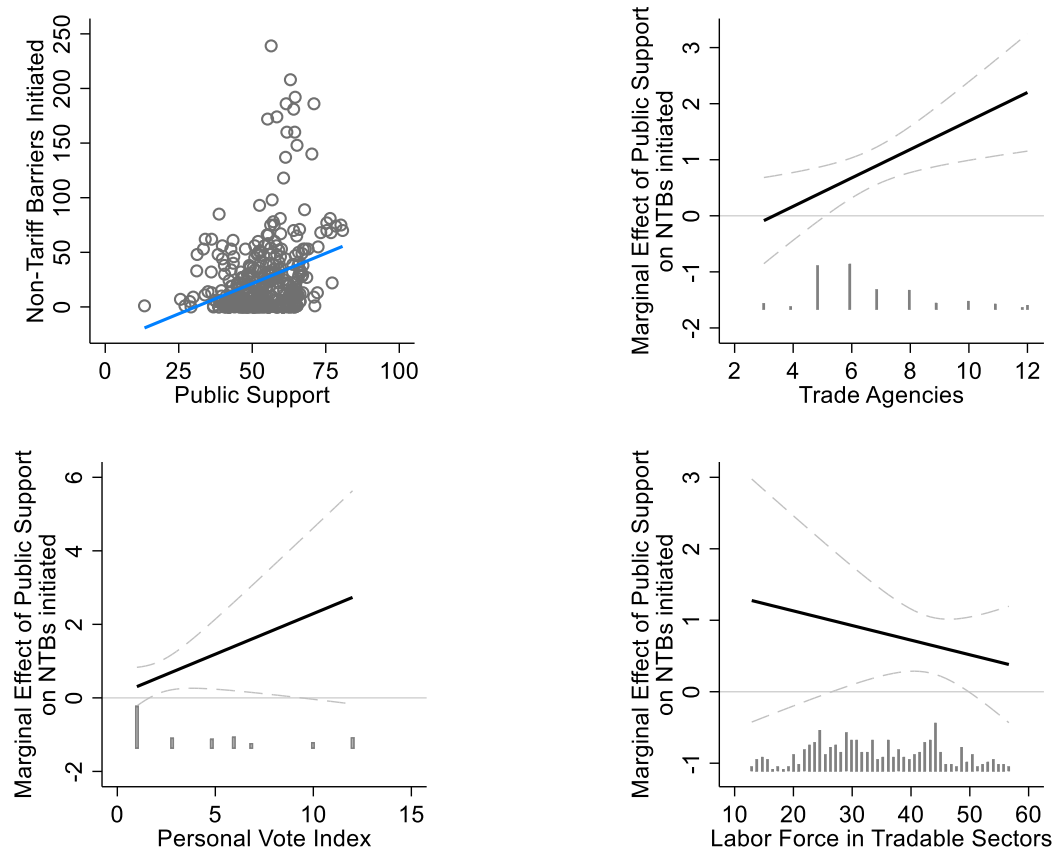 Non-Tariff Barriers Initiated
250
200
150
100
50
0
0 25 50 75 100
Public Support
Marginal Effect of Public Support
on NTBs initiated
3
2
1
0
-1
-2
2 4 6 8 10 12
Trade Agencies
Marginal Effect of Public Support
on NTBs initiated
6
4
2
0
-2
0 5 10 15
Personal Vote Index
Marginal Effect of Public Support
on NTBs initiated
3
2
1
0
-1
10 20 30 40 50 60
Labor Force in Tradable Sectors